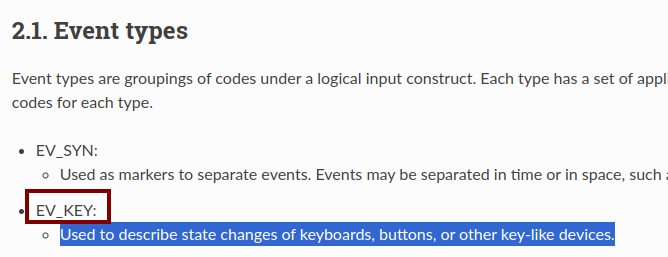 2.1. Event types
Event types are groupings of codes under a logical input construct. Each type has a set of appl
codes for each type.
• EV_SYN:
◦ Used as markers to separate events. Events may be separated in time or in space, such
• EV_KEY:
◦ Used to describe state changes of keyboards, buttons, or other key-like devices.